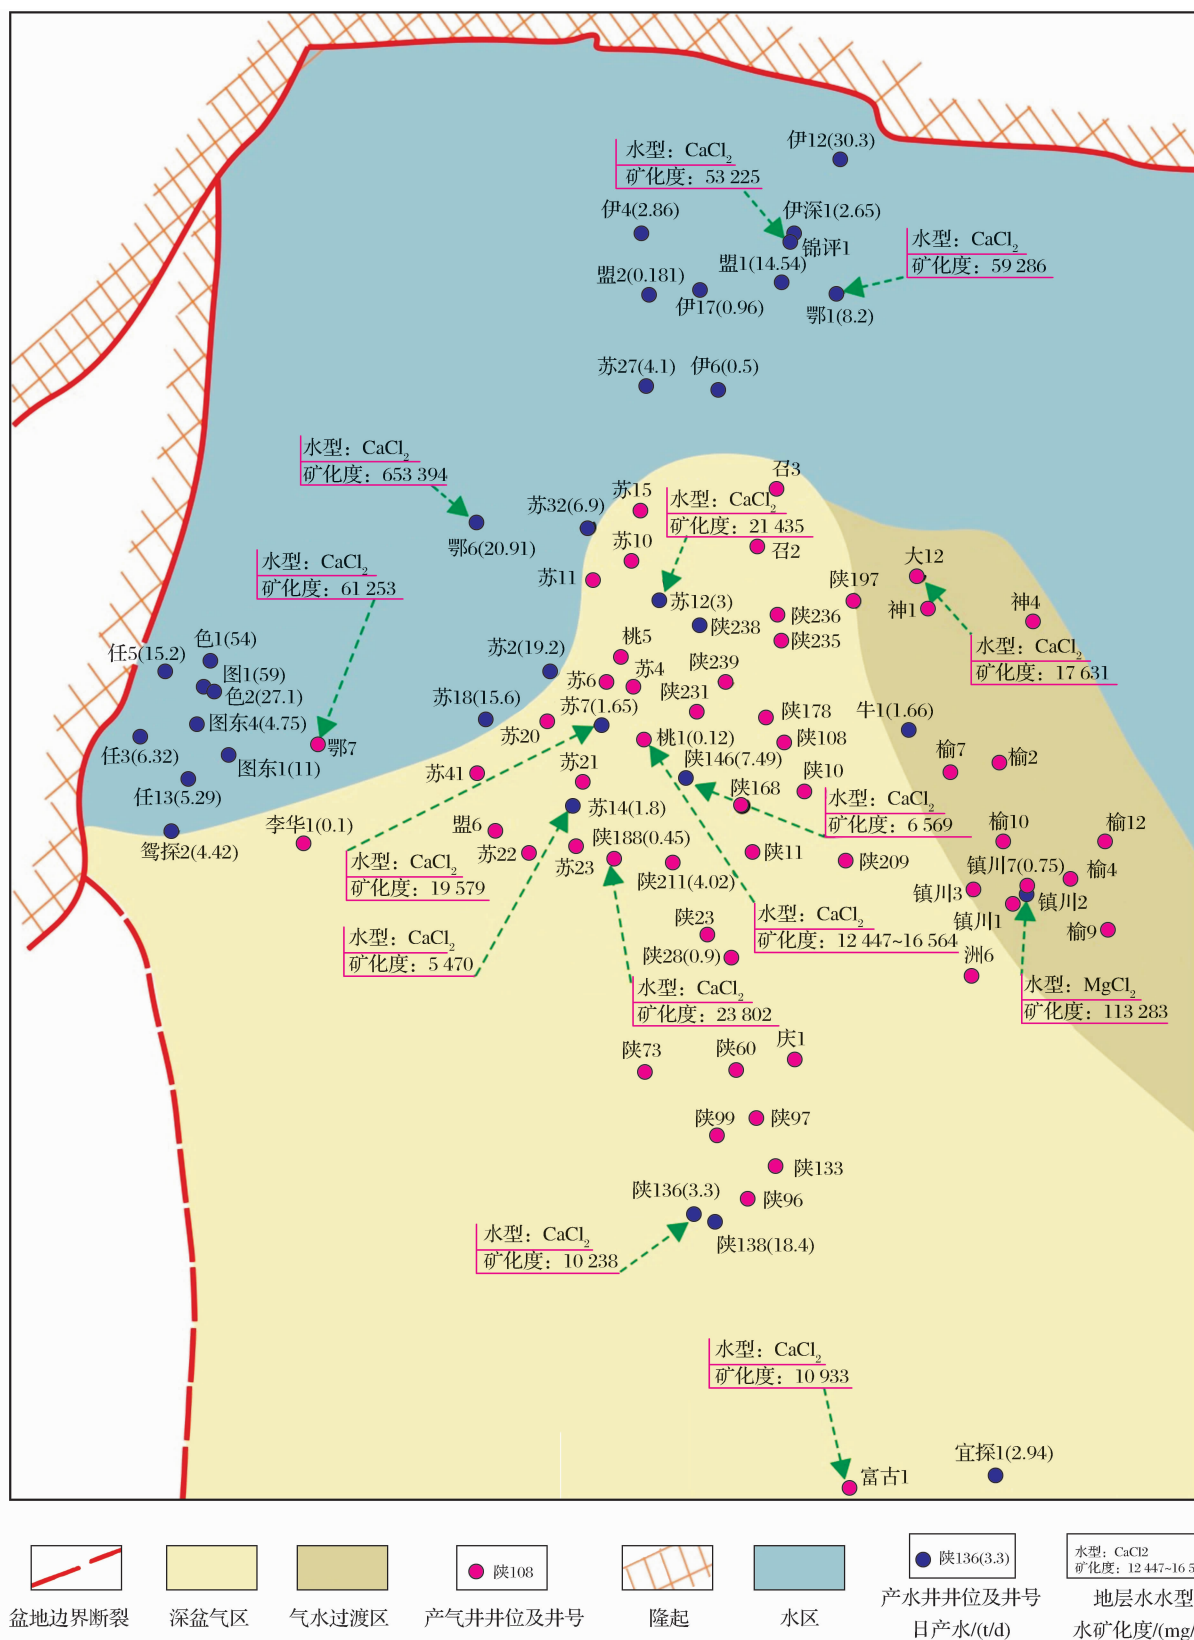 伊12(30.3)
水型：CaCl₂
矿化度：53 225
伊4(2.86)
伊深1(2.65)
锦评1
水型：CaCl₂
矿化度：59 286
盟1(14.54)
盟2(0.181)
伊17(0.96)
鄂1(8.2)
苏27(4.1)
伊6(0.5)
水型：CaCl₂
矿化度：653 394
召3
苏15
水型：CaCl₂
矿化度：21 435
苏32(6.9)
鄂6(20.91)
苏10
召2
大12
水型：CaCl₂
矿化度：61 253
苏11
陕197
苏12(3)
陕236
神1
神4
陕238
陕235
水型：CaCl₂
矿化度：17 631
桃5
任5(15.2)
色1(54)
图1(59)
色2(27.1)
苏2(19.2)
苏6
苏4
陕239
陕231
苏18(15.6)
苏7(1.65)
陕178
牛1(1.66)
图东4(4.75)
苏20
桃1(0.12)
陕108
任3(6.32)
鄂7
图东1(11)
陕146(7.49)
榆7
榆2
苏41
苏21
陕168
陕10
任13(5.29)
水型：CaCl₂
矿化度：6 569
苏14(1.8)
李华1(0.1)
盟6
陕188(0.45)
榆10
榆12
鸳探2(4.42)
苏22
苏23
陕11
陕209
镇川7(0.75)
榆4
水型：CaCl₂
矿化度：19 579
陕211(4.02)
镇川3
镇川2
镇川1
陕23
水型：CaCl₂
矿化度：12 447~16 564
榆9
水型：CaCl₂
矿化度：5 470
陕28(0.9)
洲6
水型：CaCl₂
矿化度：23 802
水型：MgCl₂
矿化度：113 283
陕73
陕60
庆1
陕99
陕97
陕133
陕136(3.3)
陕96
水型：CaCl₂
矿化度：10 238
陕138(18.4)
水型：CaCl₂
矿化度：10 933
宜探1(2.94)
富古1
陕108
陕136(3.3)
水型：CaCl2
矿化度：12 447~16 5
盆地边界断裂
深盆气区
气水过渡区
产气井井位及井号
隆起
水区
产水井井位及井号
日产水/(t/d)
地层水水型
水矿化度/(mg/